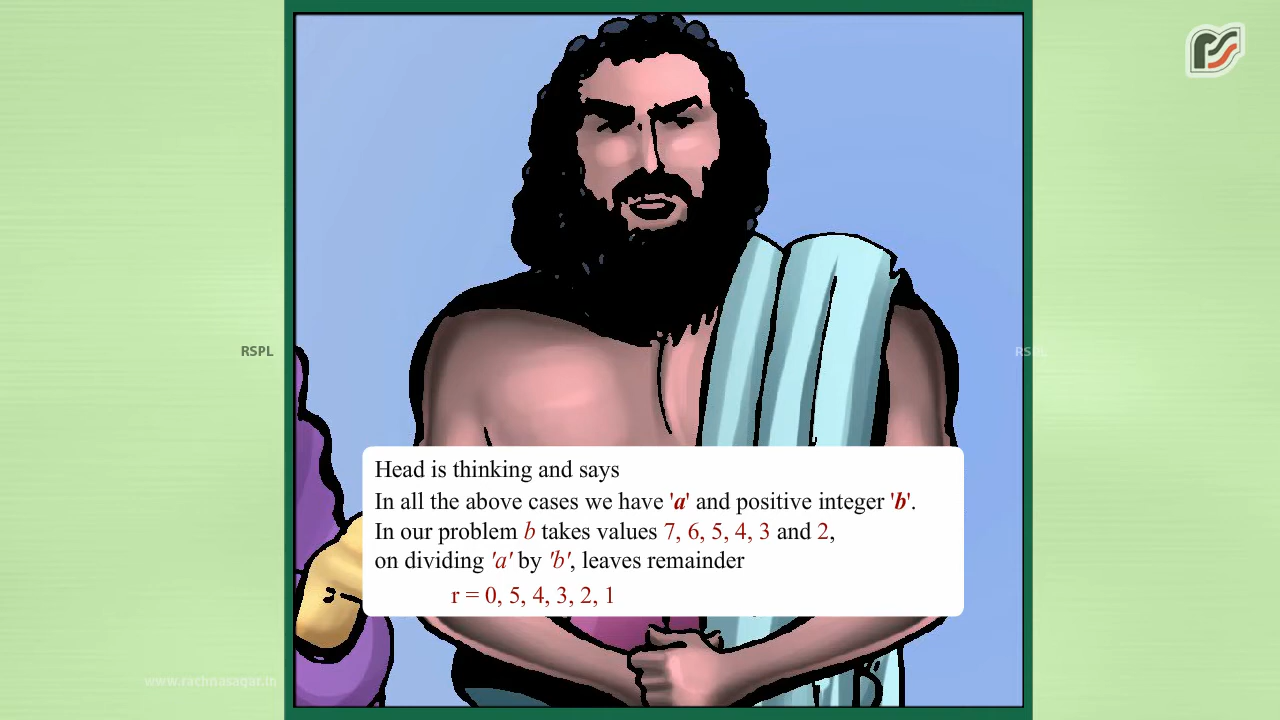 RSPL
RSPL
Head is thinking and says
In all the above cases we have 'a' and positive integer 'b'.
In our problem b takes values 7, 6, 5, 4, 3 and 2,
on dividing 'a' by 'b', leaves remainder
r = 0, 5, 4, 3, 2, 1
www.rachnasagar.in